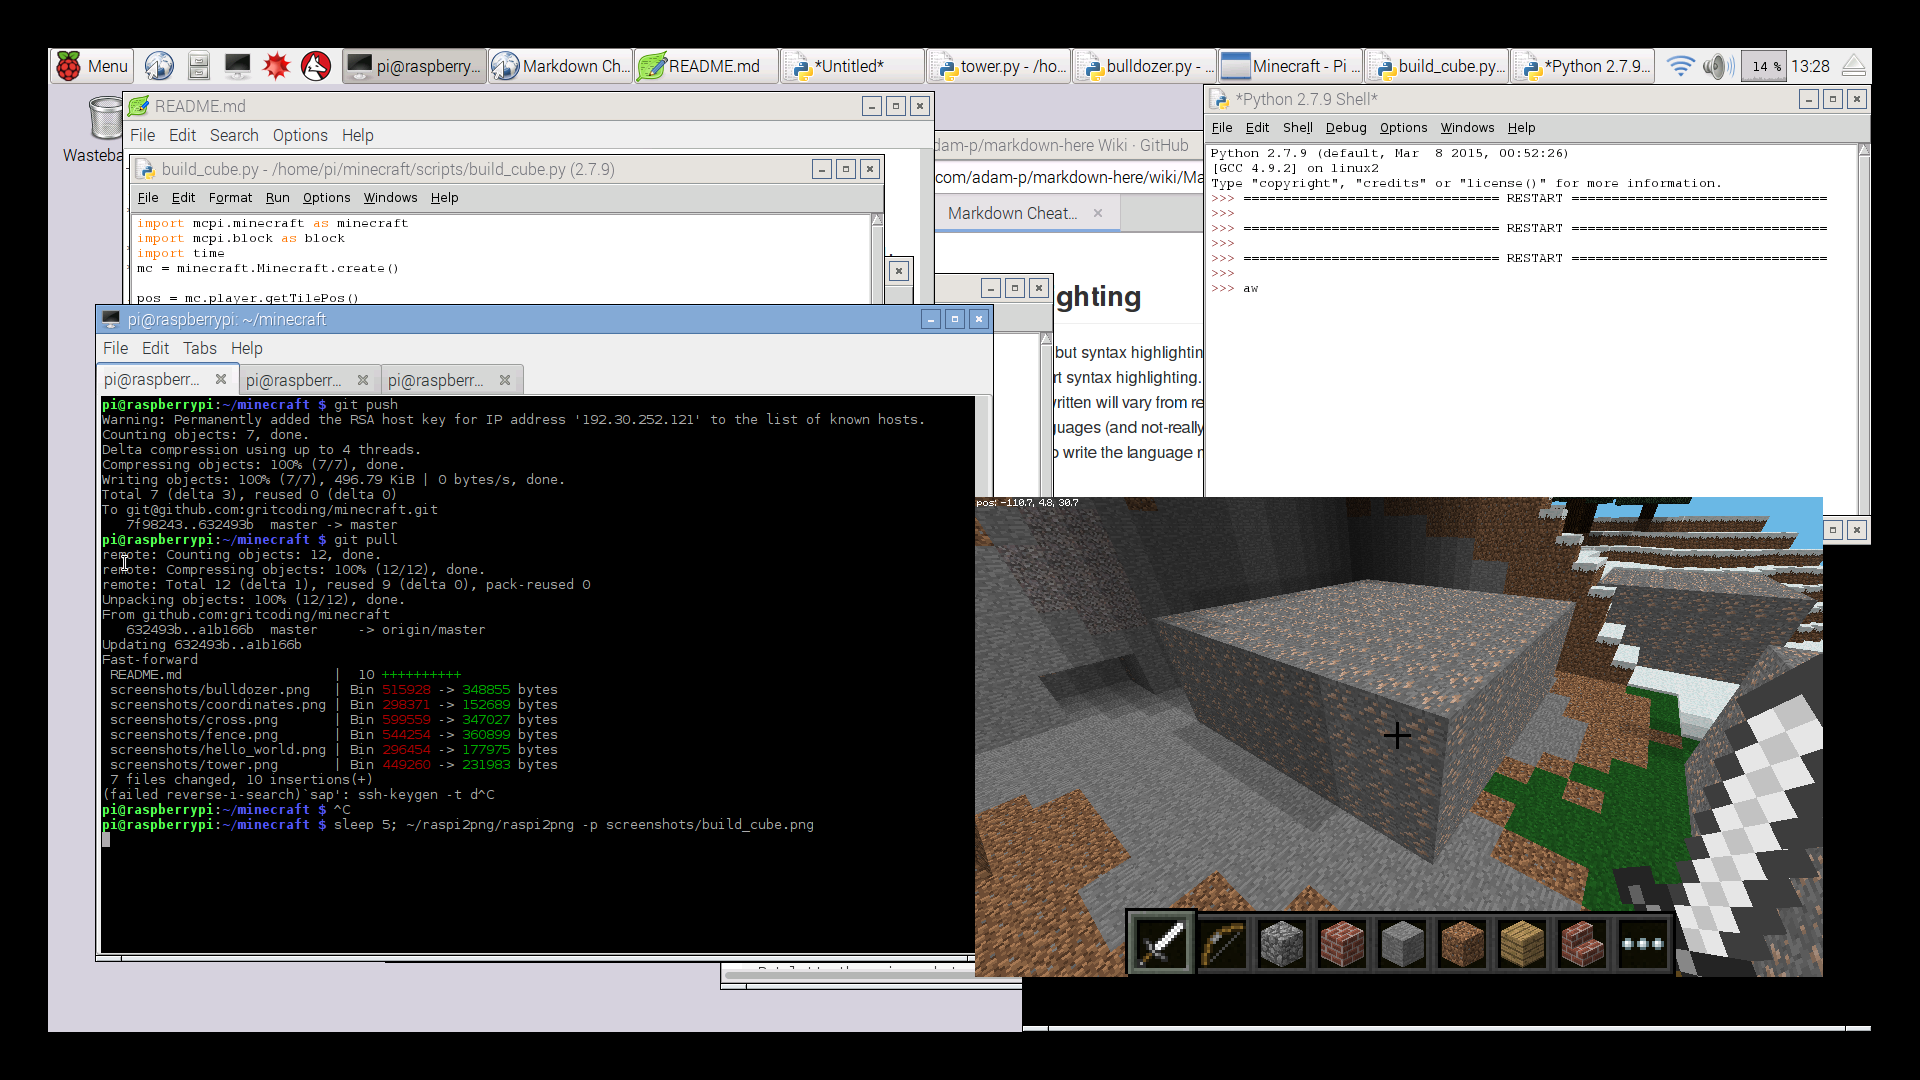 Menu
pi@raspberry...
Markdown Ch...
README.md
*Untitled*
tower.py - /ho...
bulldozer.py - ...
Minecraft - Pi ...
build_cube.py...
*Python 2.7.9...
14 %
13:28
Wasteba
README.md
File Edit Search Options Help
build_cube.py - /home/pi/minecraft/scripts/build_cube.py (2.7.9)
File Edit Format Run Options Windows Help
import mcpi.minecraft as minecraft
import mcpi.block as block
import time
mc = minecraft.Minecraft.create()
pos = mc.player.getTilePos()
dam-p/markdown-here Wiki · GitHub
com/adam-p/markdown-here/wiki/Ma
Markdown Cheat...
ghting
but syntax highlightin
rt syntax highlighting.
written will vary from re
guages (and not-really
o write the language n
*Python 2.7.9 Shell*
File Edit Shell Debug Options Windows Help
Python 2.7.9 (default, Mar  8 2015, 00:52:26)
[GCC 4.9.2] on linux2
Type "copyright", "credits" or "license()" for more information.
>>> ================================ RESTART ================================
>>>
>>> ================================ RESTART ================================
>>>
>>> ================================ RESTART ================================
>>>
>>> aw
pi@raspberrypi: ~/minecraft
File Edit Tabs Help
pi@raspberr... pi@raspberr... pi@raspberr...
pi@raspberrypi:~/minecraft $ git push
Warning: Permanently added the RSA host key for IP address '192.30.252.121' to the list of known hosts.
Counting objects: 7, done.
Delta compression using up to 4 threads.
Compressing objects: 100% (7/7), done.
Writing objects: 100% (7/7), 496.79 KiB | 0 bytes/s, done.
Total 7 (delta 3), reused 0 (delta 0)
To git@github.com:gritcoding/minecraft.git
   7f98243..632493b  master -> master
pi@raspberrypi:~/minecraft $ git pull
remote: Counting objects: 12, done.
remote: Compressing objects: 100% (12/12), done.
remote: Total 12 (delta 1), reused 9 (delta 0), pack-reused 0
Unpacking objects: 100% (12/12), done.
From github.com:gritcoding/minecraft
   632493b..a1b166b  master     -> origin/master
Updating 632493b..a1b166b
Fast-forward
 README.md                   |  10 ++++++++++
 screenshots/bulldozer.png   | Bin 515928 -> 348855 bytes
 screenshots/coordinates.png | Bin 298371 -> 152689 bytes
 screenshots/cross.png       | Bin 599559 -> 347027 bytes
 screenshots/fence.png       | Bin 544254 -> 360899 bytes
 screenshots/hello_world.png | Bin 296454 -> 177975 bytes
 screenshots/tower.png       | Bin 449260 -> 231983 bytes
 7 files changed, 10 insertions(+)
(failed reverse-i-search)`sap': ssh-keygen -t d^C
pi@raspberrypi:~/minecraft $ ^C
pi@raspberrypi:~/minecraft $ sleep 5; ~/raspi2png/raspi2png -p screenshots/build_cube.png
pos: -110.7, 4.8, 30.7